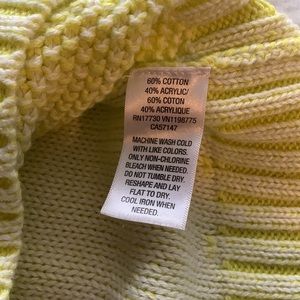 60% COTTON
40% ACRYLIC/
60% COTON
40% ACRYLIQUE
RN17730 VN1198775
CA57147
MACHINE WASH COLD
WITH LIKE COLORS.
ONLY NON-CHLORINE
BLEACH WHEN NEEDED.
DO NOT TUMBLE DRY.
RESHAPE AND LAY
FLAT TO DRY.
COOL IRON WHEN
NEEDED.